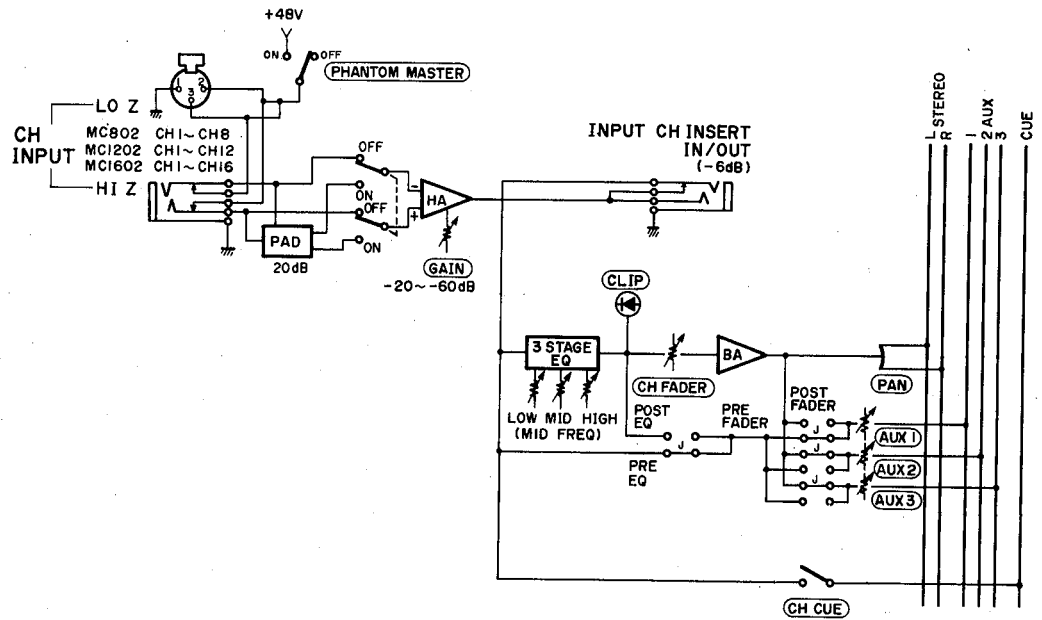 +48V
ON
OFF
PHANTOM MASTER
1
2
3
LO Z
CH
INPUT
MC802 CH1~CH8
MC1202 CH1~CH12
MC1602 CH1~CH16
HI Z
OFF
ON
OFF
ON
PAD
20dB
-
+
HA
GAIN
-20~-60dB
INPUT CH INSERT
IN/OUT
(-6dB)
L
R
STEREO
1
2
3
AUX
CUE
CLIP
3 STAGE
EQ
LOW MID HIGH
(MID FREQ)
CH FADER
BA
PAN
POST
EQ
PRE
FADER
POST
FADER
J
PRE
EQ
J
J
J
AUX1
AUX2
AUX3
CH CUE